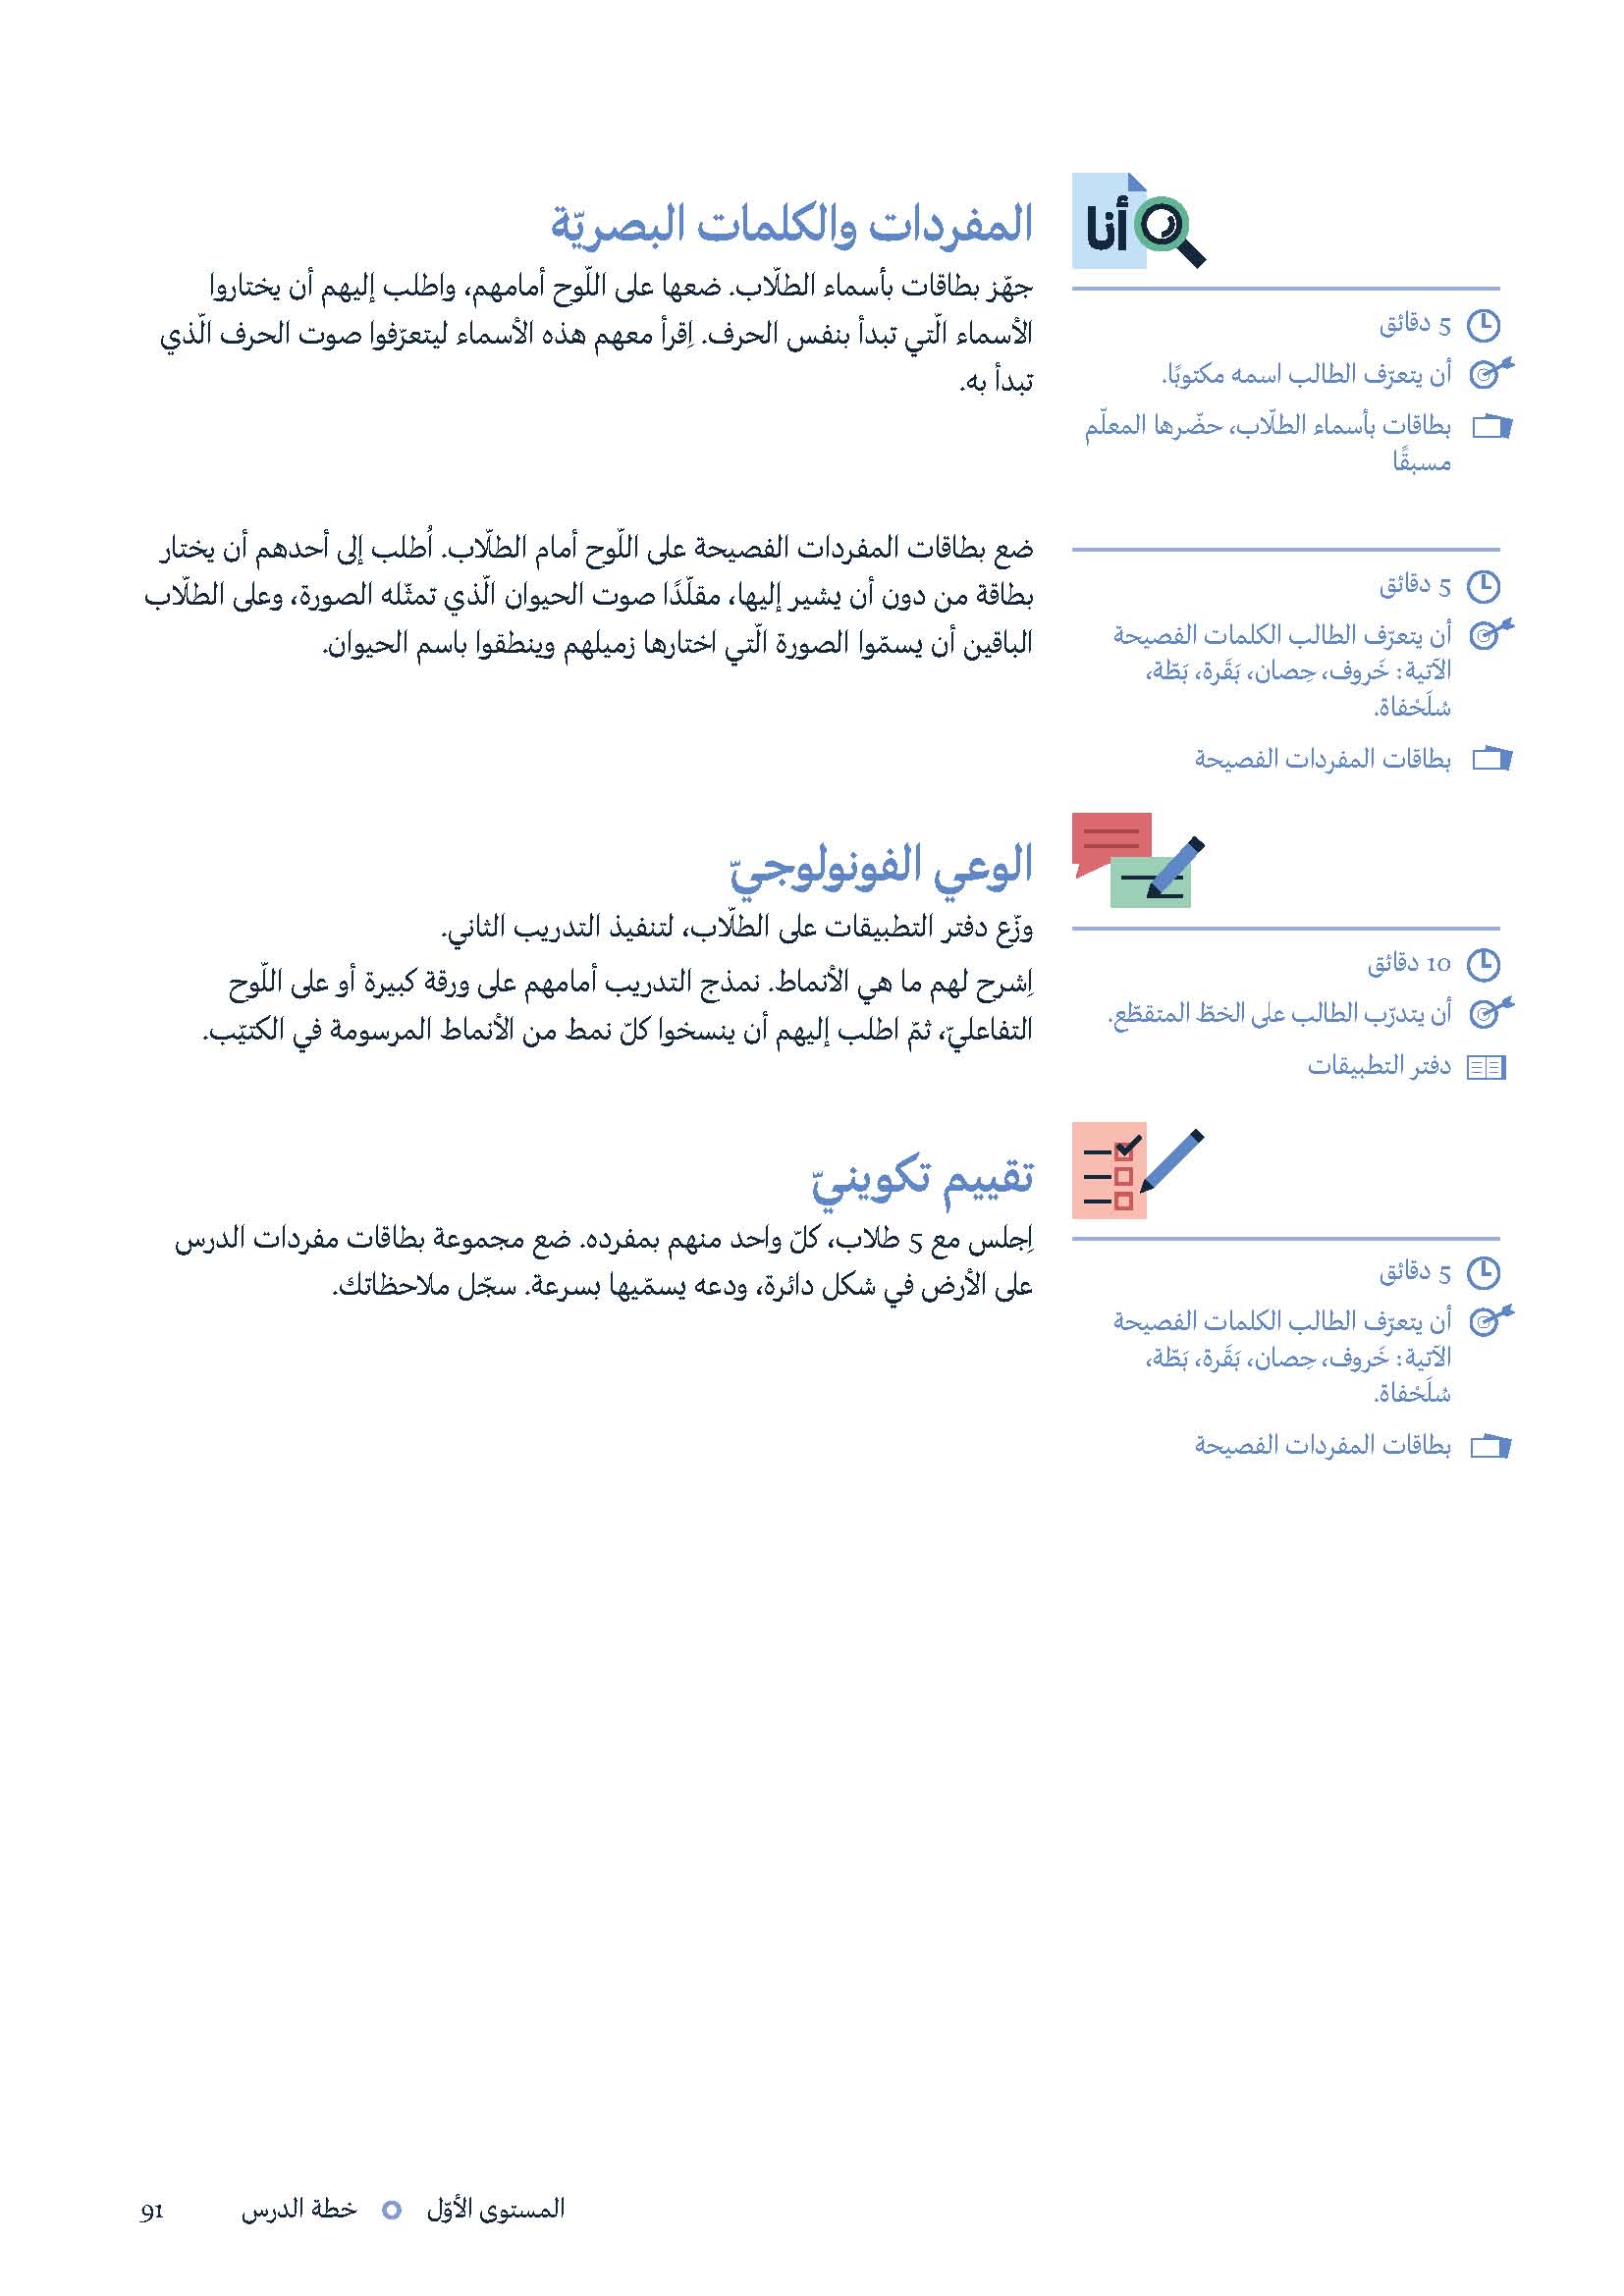 أنا
المفردات والكلمات البصريّة
5 دقائق
أن يتعرّف الطالب اسمه مكتوبًا.
بطاقات بأسماء الطلّاب، حضّرها المعلّم
مسبقًا
جهّز بطاقات بأسماء الطلّاب. ضعها على اللّوح أمامهم، واطلب إليهم أن يختاروا
الأسماء الّتي تبدأ بنفس الحرف. اِقرأ معهم هذه الأسماء ليتعرّفوا صوت الحرف الّذي
تبدأ به.
5 دقائق
أن يتعرّف الطالب الكلمات الفصيحة
الآتية: خَروف، حِصان، بَقَرة، بَطّة،
سُلَحْفاة.
بطاقات المفردات الفصيحة
ضع بطاقات المفردات الفصيحة على اللّوح أمام الطلّاب. اُطلب إلى أحدهم أن يختار
بطاقة من دون أن يشير إليها، مقلّدًا صوت الحيوان الّذي تمثّله الصورة، وعلى الطلّاب
الباقين أن يسمّوا الصورة الّتي اختارها زميلهم وينطقوا باسم الحيوان.
الوعي الفونولوجيّ
10 دقائق
أن يتدرّب الطالب على الخطّ المتقطّع.
دفتر التطبيقات
وزّع دفتر التطبيقات على الطلّاب، لتنفيذ التدريب الثاني.
اِشرح لهم ما هي الأنماط. نمذج التدريب أمامهم على ورقة كبيرة أو على اللّوح
التفاعليّ، ثمّ اطلب إليهم أن ينسخوا كلّ نمط من الأنماط المرسومة في الكتيّب.
تقييم تكوينيّ
5 دقائق
أن يتعرّف الطالب الكلمات الفصيحة
الآتية: خَروف، حِصان، بَقَرة، بَطّة،
سُلَحْفاة.
بطاقات المفردات الفصيحة
اِجلس مع 5 طلاب، كلّ واحد منهم بمفرده. ضع مجموعة بطاقات مفردات الدرس
على الأرض في شكل دائرة، ودعه يسمّيها بسرعة. سجّل ملاحظاتك.
المستوى الأوّل خطة الدرس 91